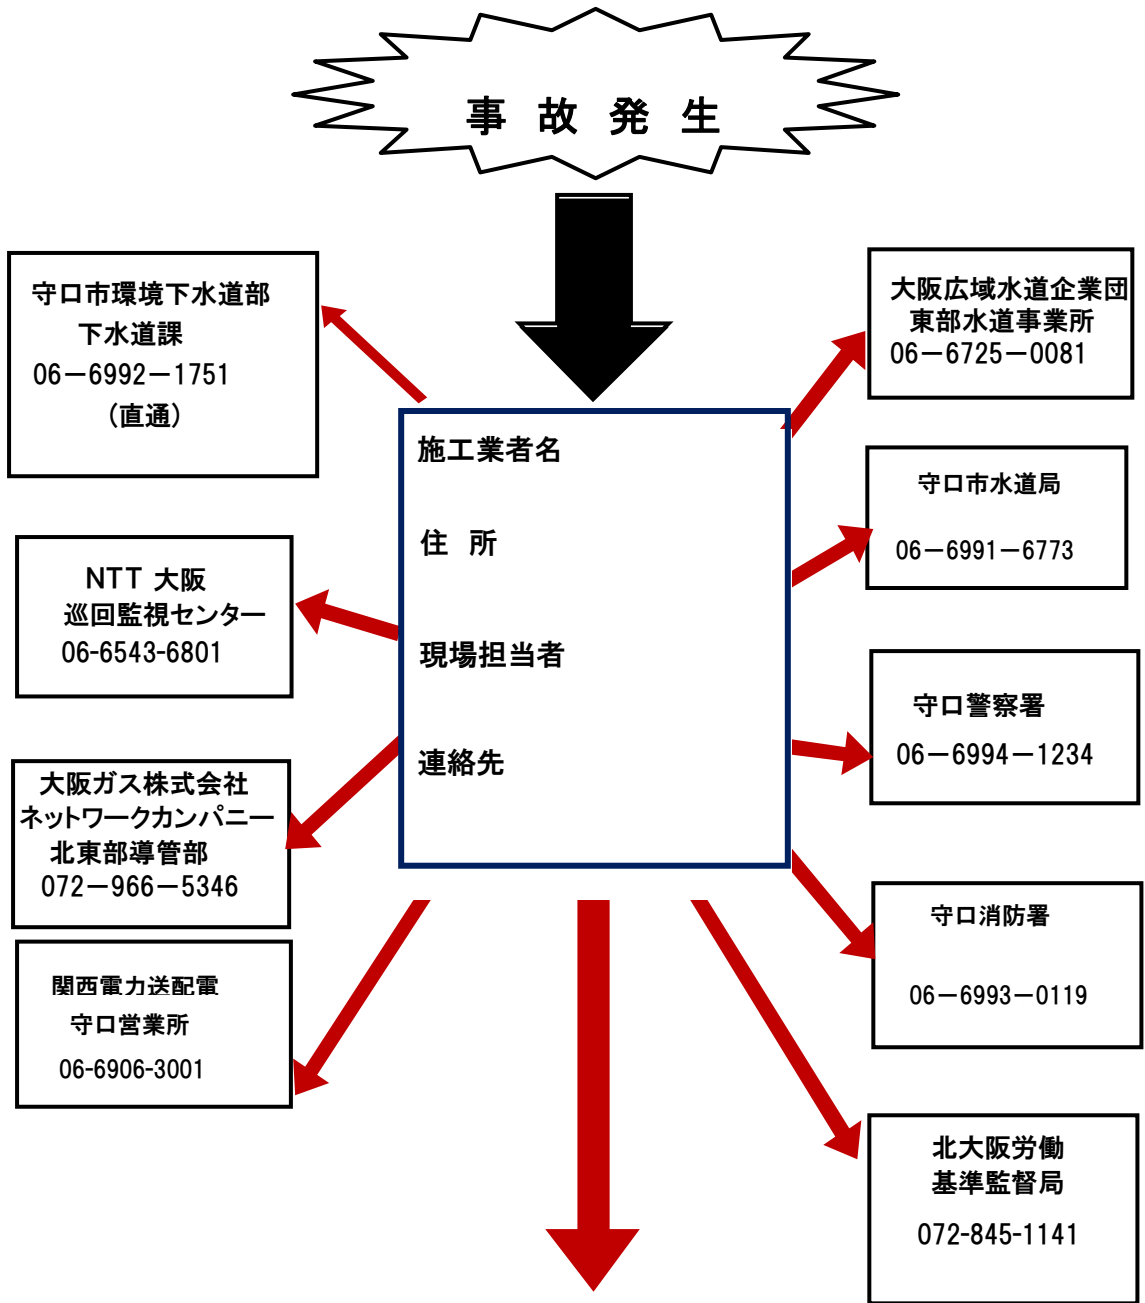 事 故 発 生
守口市環境下水道部
下水道課
06－6992－1751
（直通）
大阪広域水道企業団
東部水道事業所
06－6725－0081
施工業者名
住 所
現場担当者
連絡先
守口市水道局
06－6991－6773
NTT 大阪
巡回監視センター
06-6543-6801
守口警察署
06－6994－1234
大阪ガス株式会社
ネットワークカンパニー
北東部導管部
072－966－5346
守口消防署
06－6993－0119
関西電力送配電
守口営業所
06-6906-3001
北大阪労働
基準監督局
072-845-1141